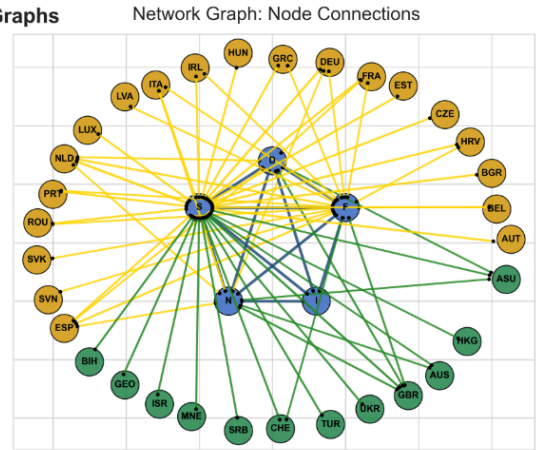 Graphs
Network Graph: Node Connections
HUN
GRC
IRL
DEU
ITA
FRA
EST
LVA
CZE
LUX
HRV
NLD
D
BGR
PRT
S
F
BEL
ROU
AUT
SVK
ASU
SVN
N
I
ESP
HKG
BIH
AUS
GEO
GBR
ISR
UKR
MNE
TUR
SRB
CHE